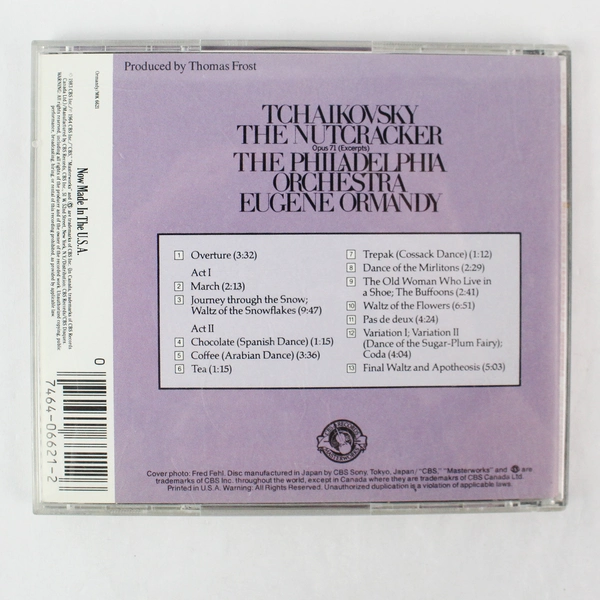 Produced by Thomas Frost
TCHAIKOVSKY
THE NUTCRACKER
Opus 71 (Excerpts)
THE PHILADELPHIA
ORCHESTRA
EUGENE ORMANDY
1 Overture (3:32)
Act I
2 March (2:13)
3 Journey through the Snow;
Waltz of the Snowflakes (9:47)
Act II
4 Chocolate (Spanish Dance) (1:15)
5 Coffee (Arabian Dance) (3:36)
6 Tea (1:15)
7 Trepak (Cossack Dance) (1:12)
8 Dance of the Mirlitons (2:29)
9 The Old Woman Who Live in
a Shoe; The Buffoons (2:41)
10 Waltz of the Flowers (6:51)
11 Pas de deux (4:24)
12 Variation I; Variation II
(Dance of the Sugar-Plum Fairy);
Coda (4:04)
13 Final Waltz and Apotheosis (5:03)
CBS RECORDS
MASTERWORKS
Cover photo: Fred Fehl. Disc manufactured in Japan by CBS Sony, Tokyo, Japan/ "CBS," "Masterworks" and are
trademarks of CBS Inc. throughout the world, except in Canada where they are trademakrs of CBS Canada Ltd.
Printed in U.S.A. Warning: All Rights Reserved. Unauthorized duplication is a violation of applicable laws.
Now Made In The U.S.A.
0
7464-06621-2